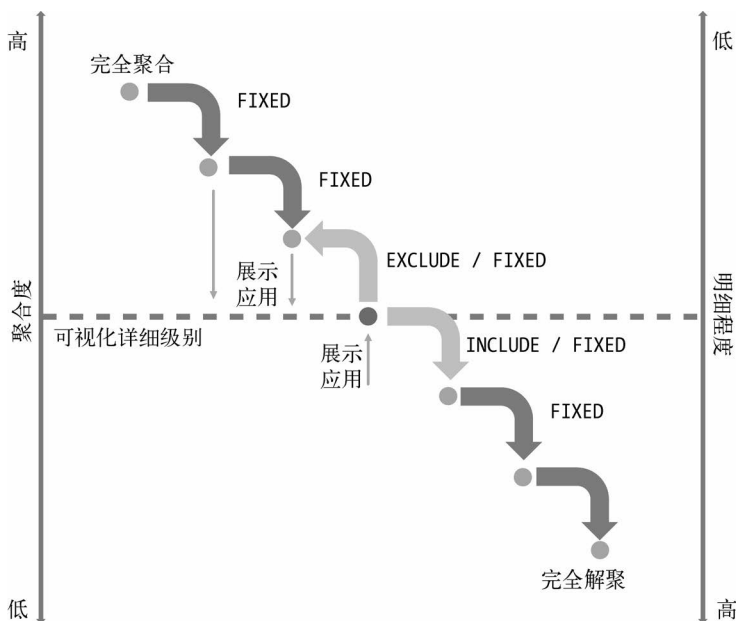 高
低
完全聚合
FIXED
FIXED
EXCLUDE / FIXED
展示
应用
聚合度
明细程度
可视化详细级别
展示
应用
INCLUDE / FIXED
FIXED
完全解聚
低
高